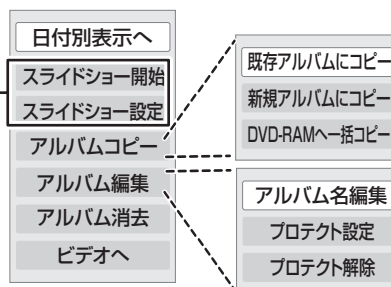 日付別表示へ
スライドショー開始
スライドショー設定
アルバムコピー
アルバム編集
アルバム消去
ビデオへ
既存アルバムにコピー
新規アルバムにコピー
DVD-RAMへ一括コピー
アルバム名編集
プロテクト設定
プロテクト解除